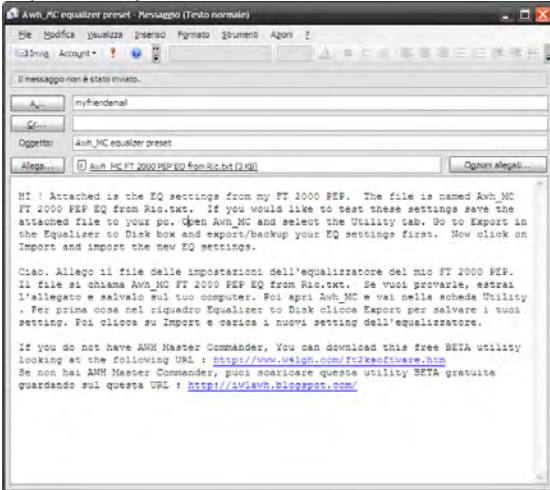 Awh_MC equalizer preset - Messaggio (Testo normale)
File Modifica Visualizza Inserisci Formato Strumenti Azioni ?
Invia Account
Il messaggio non è stato inviato.
A...
myfriendemail
Cc...
Oggetto:
Awh_MC equalizer preset
Allega...
Awh_MC FT 2000 PEP EQ from Ric.txt (3 KB)
Opzioni allegati...
HI ! Attached is the EQ settings from my FT 2000 PEP. The file is named Awh_MC
FT 2000 PEP EQ from Ric.txt. If you would like to test these settings save the
attached file to your pc. Open Awh_MC and select the Utility tab. Go to Export in
the Equalizer to Disk box and export/backup your EQ settings first. Now click on
Import and import the new EQ settings.
Ciao. Allego il file delle impostazioni dell'equalizzatore del mio FT 2000 PEP.
Il file si chiama Awh_MC FT 2000 PEP EQ from Ric.txt. Se vuoi provarle, estrai
l'allegato e salvalo sul tuo computer. Poi apri Awh_MC e vai nella scheda Utility
. Per prima cosa nel riquadro Equalizer to Disk clicca Export per salvare i tuoi
setting. Poi clicca su Import e carica i nuovi setting dell'equalizzatore.
If you do not have AWH Master Commander, You can download this free BETA utility
looking at the following URL : http://www.w4lgh.com/ft2ksoftware.htm
Se non hai AWH Master Commander, puoi scaricare questa utility BETA gratuita
guardando sul questa URL : http://iw1awh.blogspot.com/